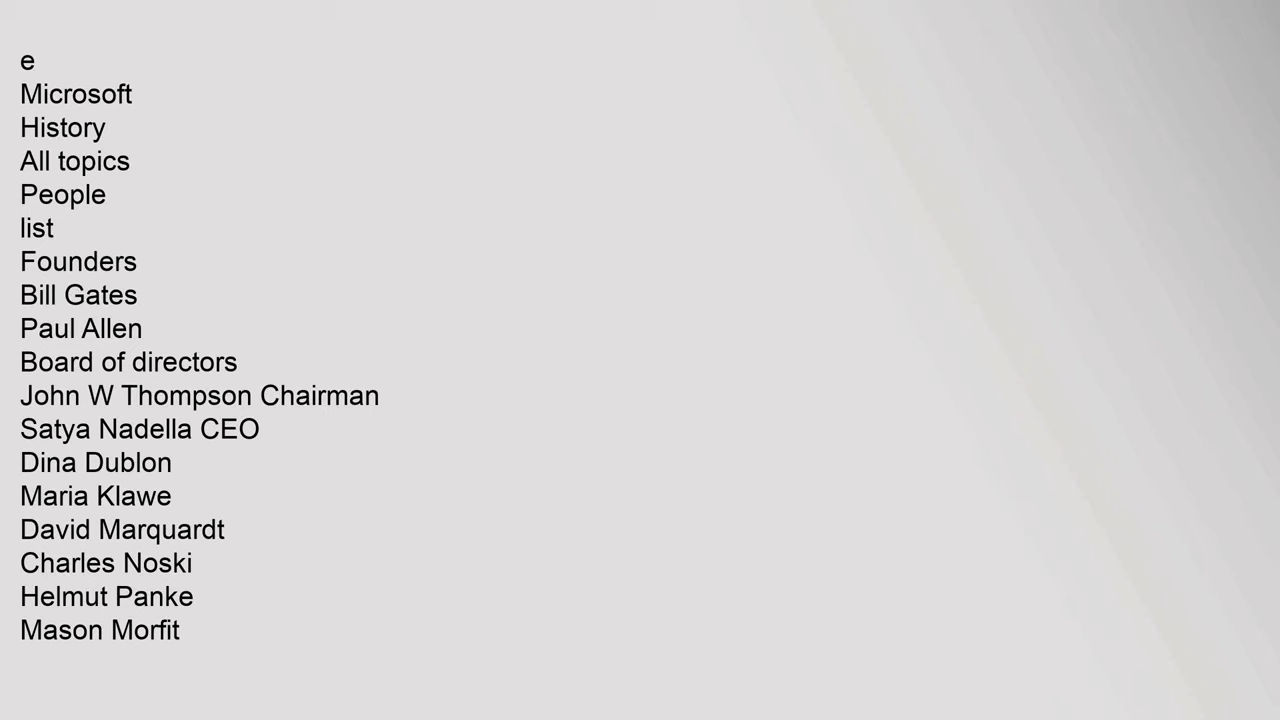 e
Microsoft
History
All topics
People
list
Founders
Bill Gates
Paul Allen
Board of directors
John W Thompson Chairman
Satya Nadella CEO
Dina Dublon
Maria Klawe
David Marquardt
Charles Noski
Helmut Panke
Mason Morfit